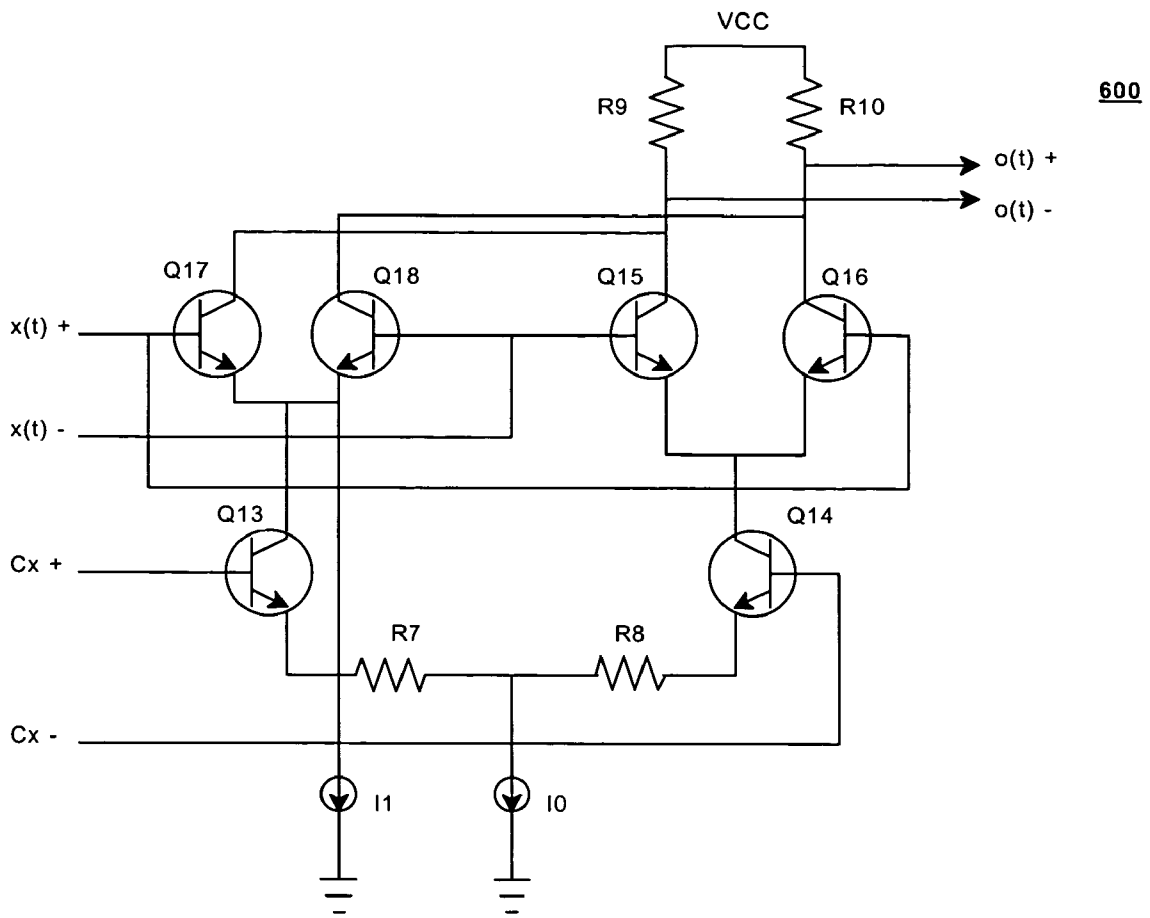 VCC
600
R9
R10
o(t) +
o(t) -
Q17
Q18
Q15
Q16
x(t) +
x(t) -
Q13
Q14
Cx +
R7
R8
Cx -
I1
I0